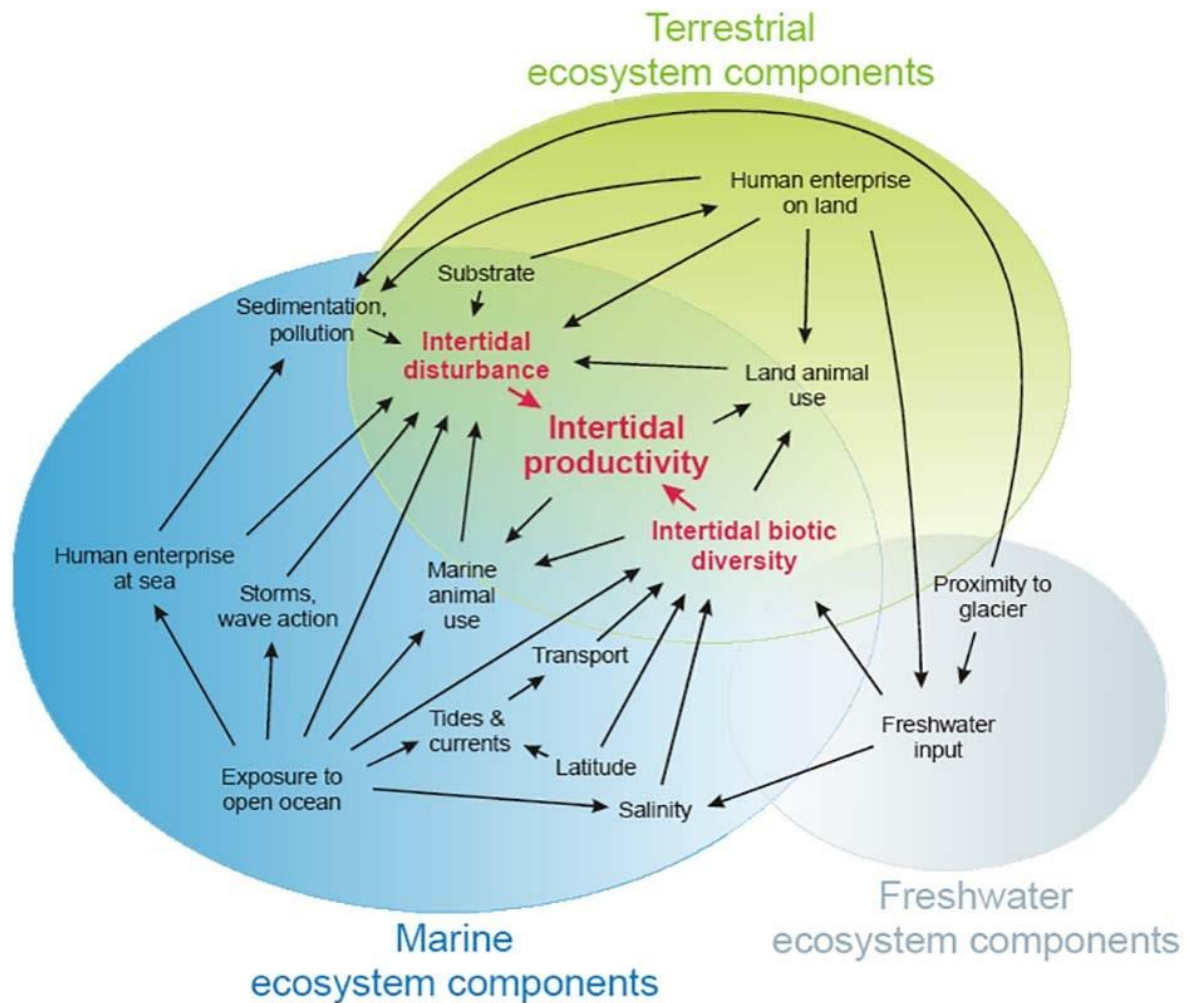 Terrestrial
ecosystem components
Human enterprise
on land
Substrate
Sedimentation,
pollution
Intertidal
disturbance
Land animal
use
Intertidal
productivity
Intertidal biotic
diversity
Human enterprise
at sea
Storms,
wave action
Marine
animal
use
Proximity to
glacier
Transport
Tides &
currents
Freshwater
input
Latitude
Exposure to
open ocean
Salinity
Freshwater
ecosystem components
Marine
ecosystem components